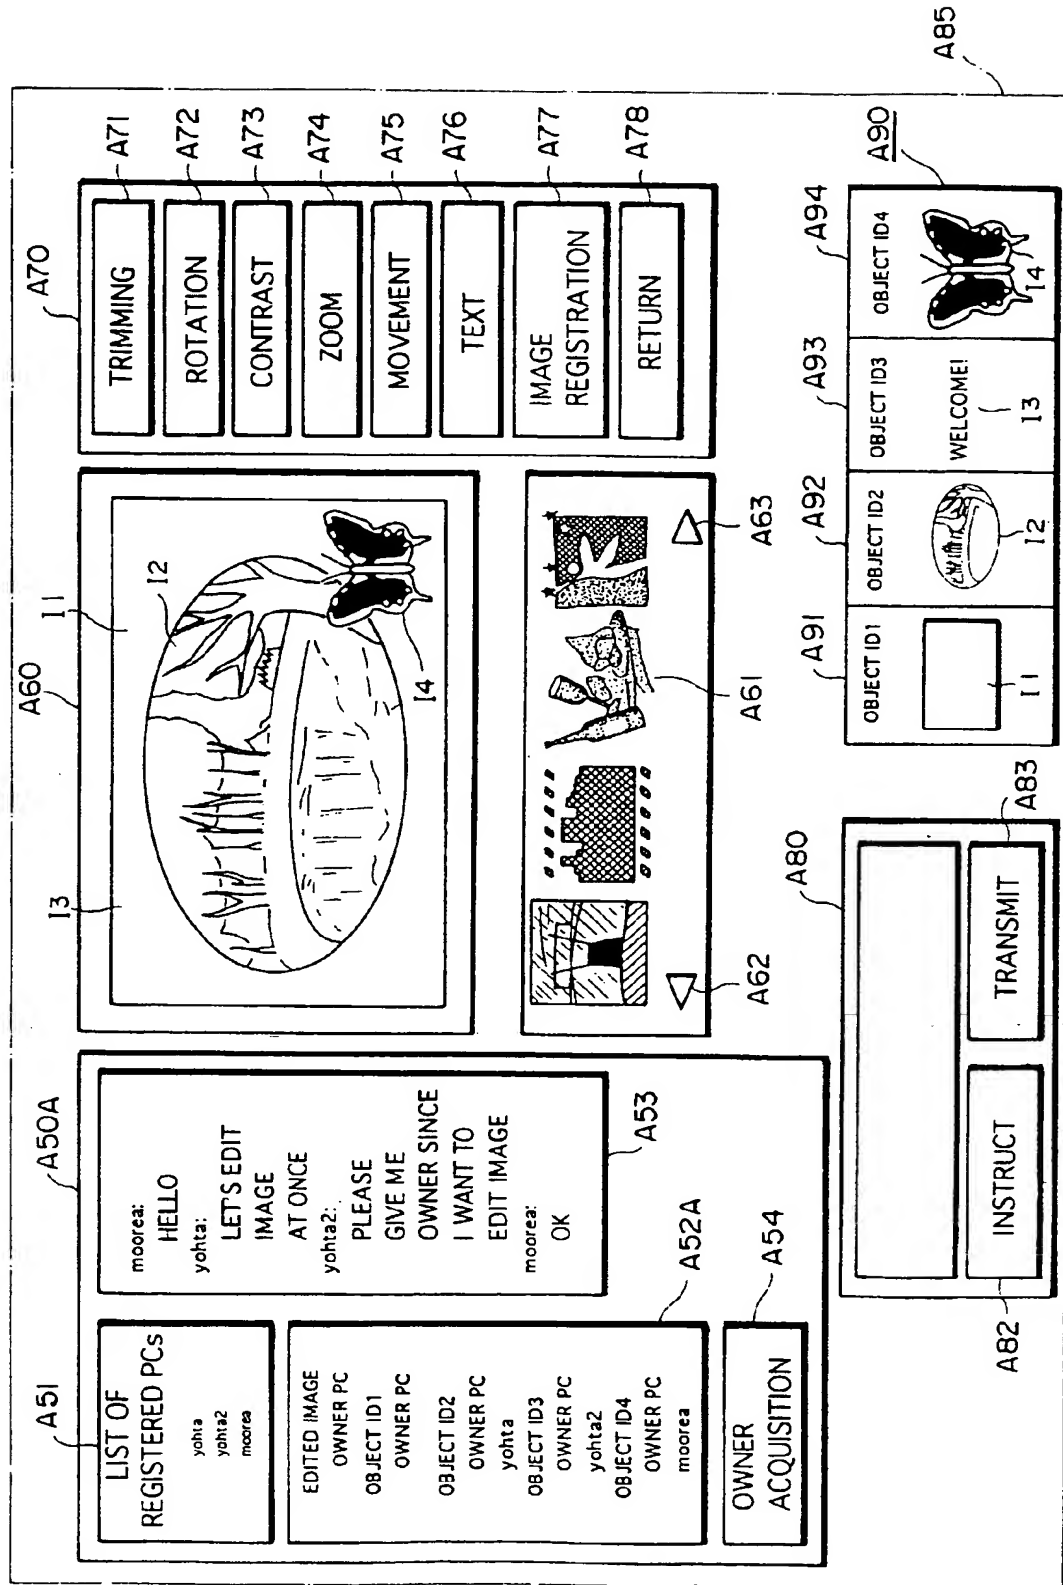 A50A
A51
LIST OF
REGISTERED PCs
yohta
yohta2
moorea
EDITED IMAGE
OWNER PC
OBJECT ID1
OWNER PC
OBJECT ID2
OWNER PC
yohta
OBJECT ID3
OWNER PC
yohta2
OBJECT ID4
OWNER PC
moorea
A52A
OWNER
ACQUISITION
A54
moorea:
HELLO
yohta:
LET'S EDIT
IMAGE
AT ONCE
yohta2:
PLEASE
GIVE ME
OWNER SINCE
I WANT TO
EDIT IMAGE
moorea:
OK
A53
A60
I3
I1
I2
I4
A61
A62
A63
A70
TRIMMING
A71
ROTATION
A72
CONTRAST
A73
ZOOM
A74
MOVEMENT
A75
TEXT
A76
IMAGE
REGISTRATION
A77
RETURN
A78
A80
INSTRUCT
TRANSMIT
A82
A83
A85
A90
A91
A92
A93
A94
OBJECT ID1
OBJECT ID2
OBJECT ID3
OBJECT ID4
WELCOME!
I1
I2
I3
I4